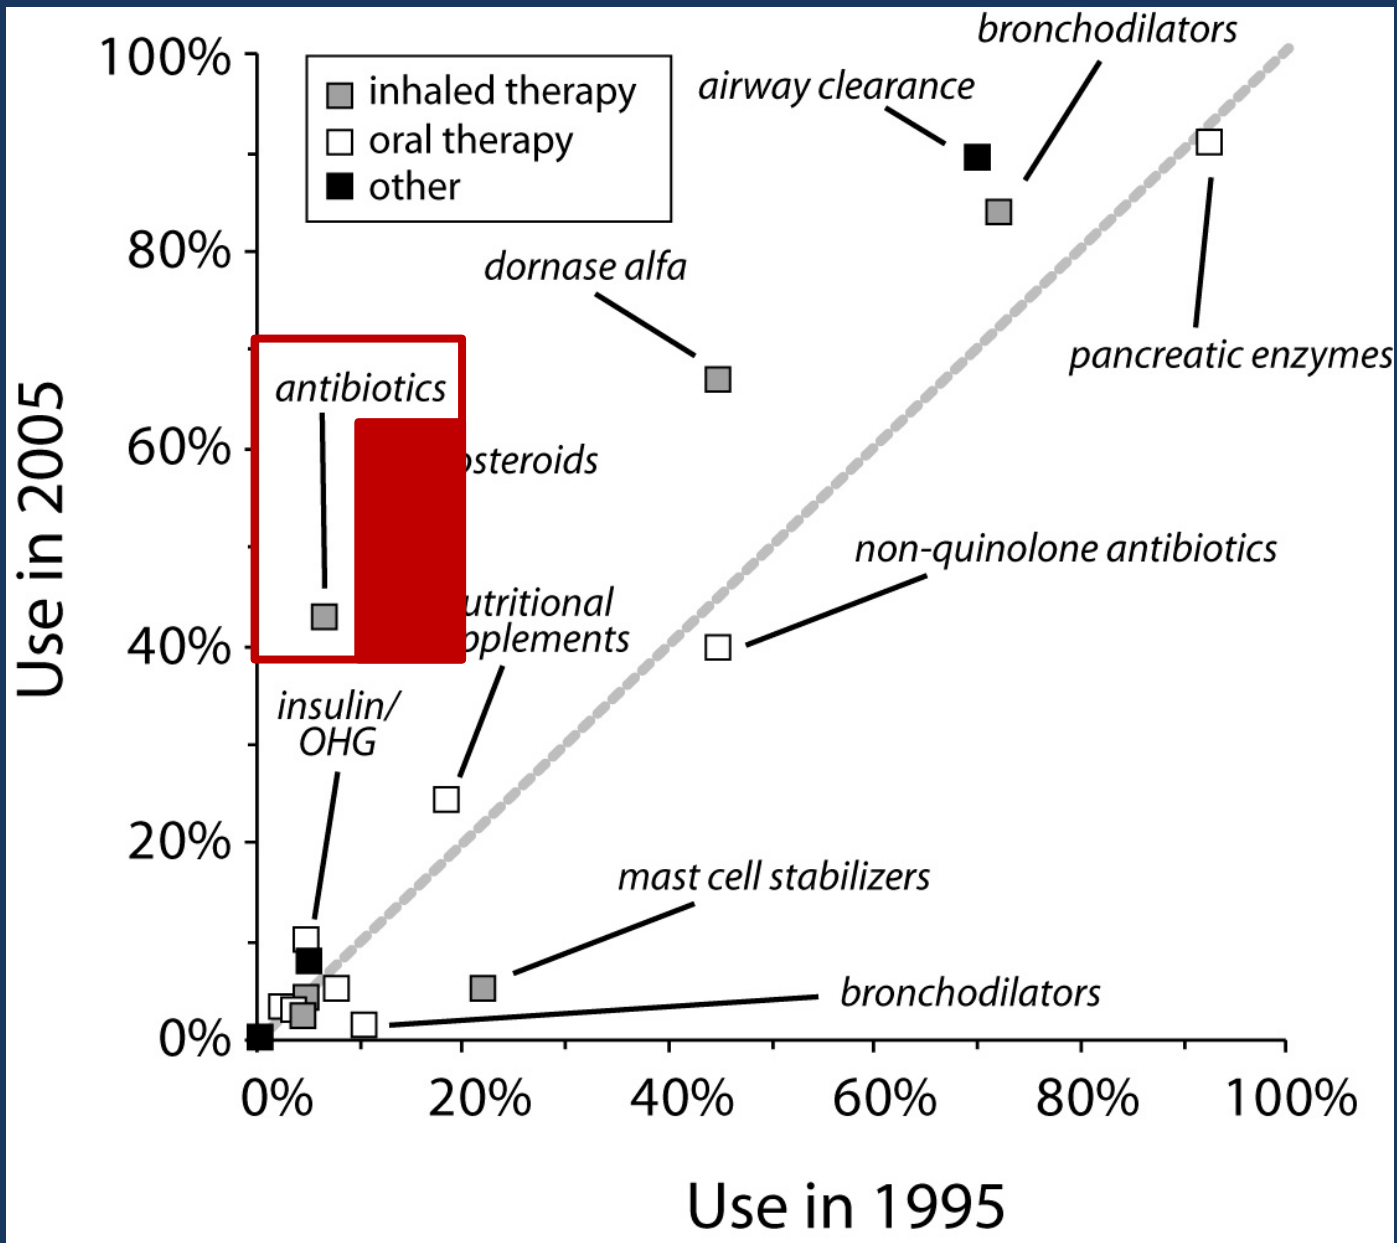 bronchodilators
100%
airway clearance
inhaled therapy
oral therapy
other
80%
dornase alfa
pancreatic enzymes
antibiotics
60%
osteroids
non-quinolone antibiotics
utritional
pplements
40%
insulin/
OHG
20%
mast cell stabilizers
bronchodilators
0%
0% 20% 40% 60% 80% 100%
Use in 2005
Use in 1995